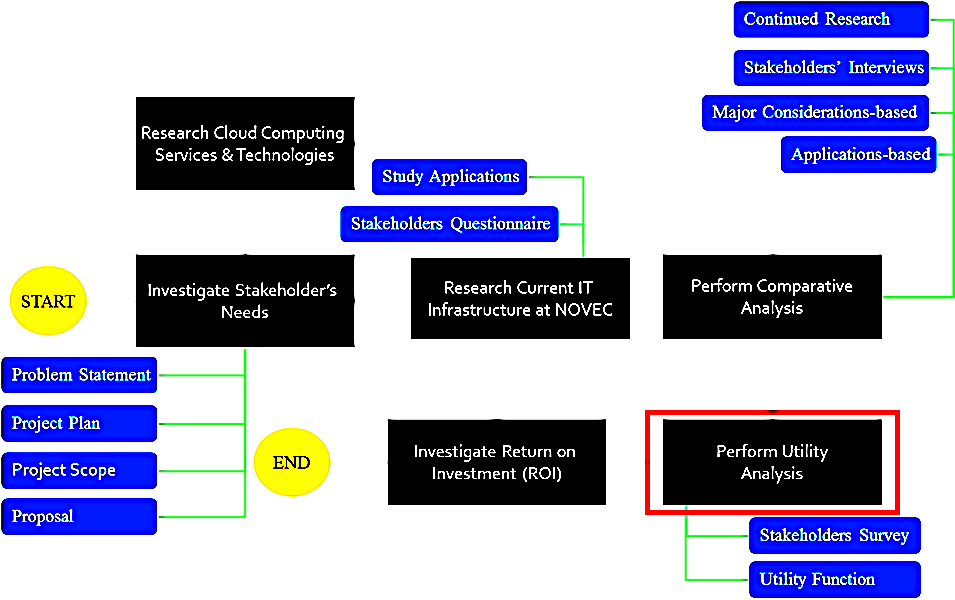 Continued Research
Stakeholders' Interviews
Major Considerations-based
Applications-based
Research Cloud Computing
Services & Technologies
Study Applications
Stakeholders Questionnaire
START
Investigate Stakeholder's
Needs
Research Current IT
Infrastructure at NOVEC
Perform Comparative
Analysis
Problem Statement
Project Plan
Project Scope
Proposal
END
Investigate Return on
Investment (ROI)
Perform Utility
Analysis
Stakeholders Survey
Utility Function